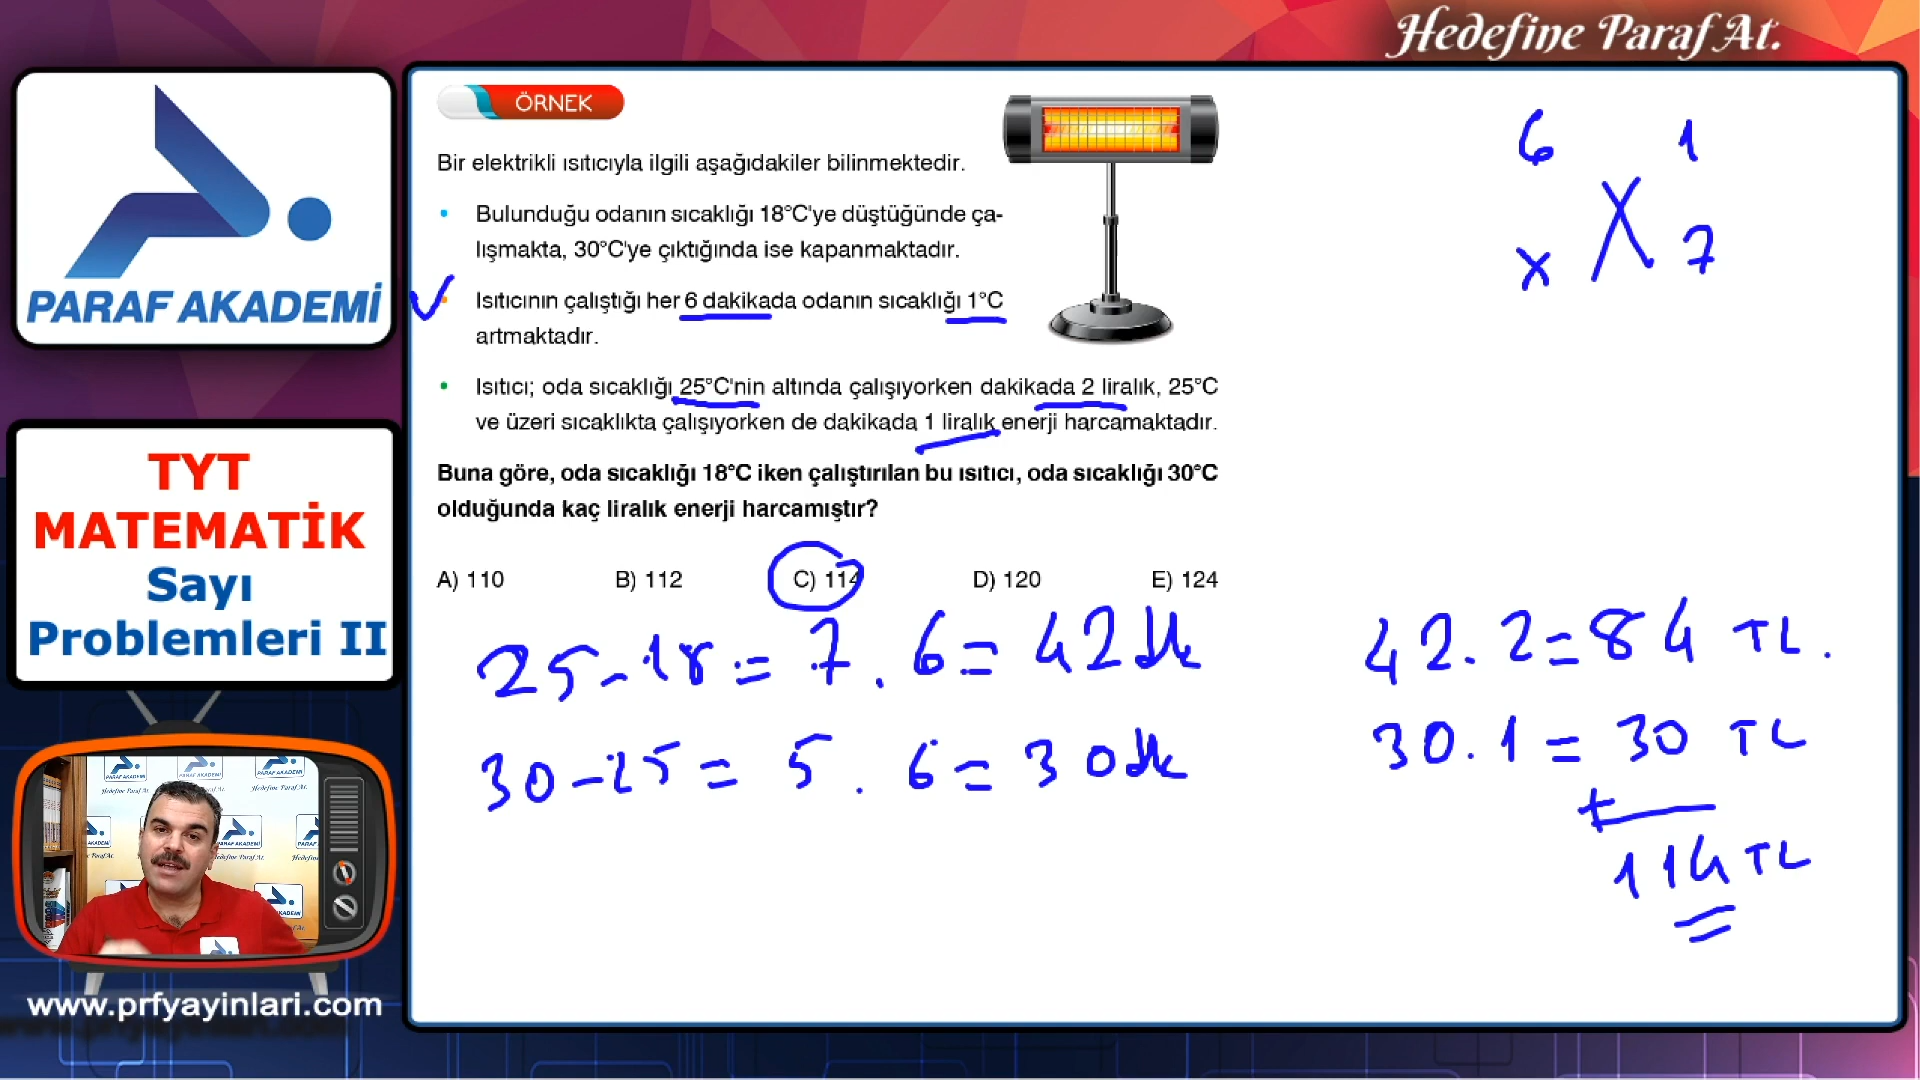 Hedefine Paraf At.
PARAF AKADEMİ
TYT
MATEMATİK
Sayı
Problemleri II
www.prfyayinlari.com
ÖRNEK
Bir elektrikli ısıtıcıyla ilgili aşağıdakiler bilinmektedir.
• Bulunduğu odanın sıcaklığı 18°C'ye düştüğünde ça-
lışmakta, 30°C'ye çıktığında ise kapanmaktadır.
• Isıtıcının çalıştığı her 6 dakikada odanın sıcaklığı 1°C
artmaktadır.
• Isıtıcı; oda sıcaklığı 25°C'nin altında çalışıyorken dakikada 2 liralık, 25°C
ve üzeri sıcaklıkta çalışıyorken de dakikada 1 liralık enerji harcamaktadır.
Buna göre, oda sıcaklığı 18°C iken çalıştırılan bu ısıtıcı, oda sıcaklığı 30°C
olduğunda kaç liralık enerji harcamıştır?
A) 110 B) 112 C) 114 D) 120 E) 124
25-18 = 7 . 6 = 42 dk
30-25 = 5 . 6 = 30 dk
6 1
x 7
42 . 2 = 84 TL.
30 . 1 = 30 TL
+
114 TL